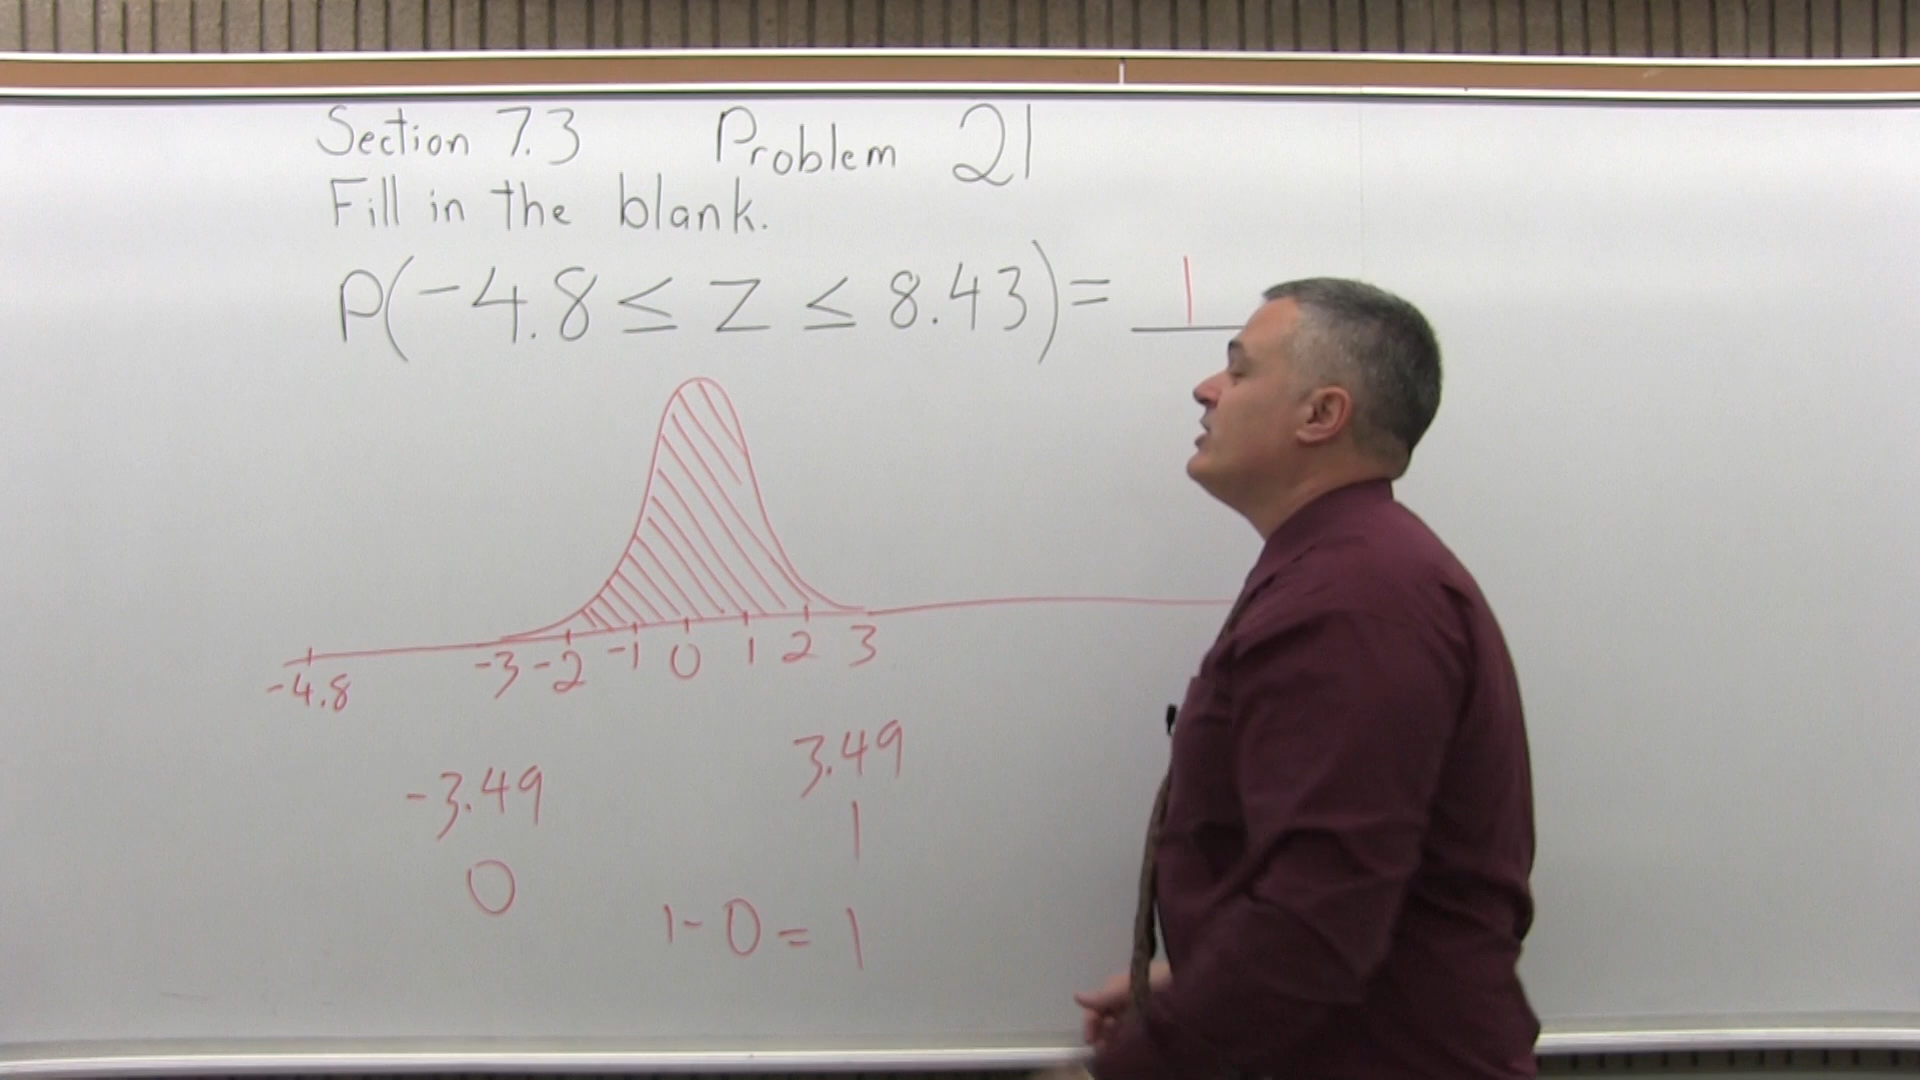 Section 7.3 Problem 21
Fill in the blank.
P(-4.8 ≤ Z ≤ 8.43) = 1
-4.8 -3 -2 -1 0 1 2 3
-3.49 3.49
0 1
1-0 = 1